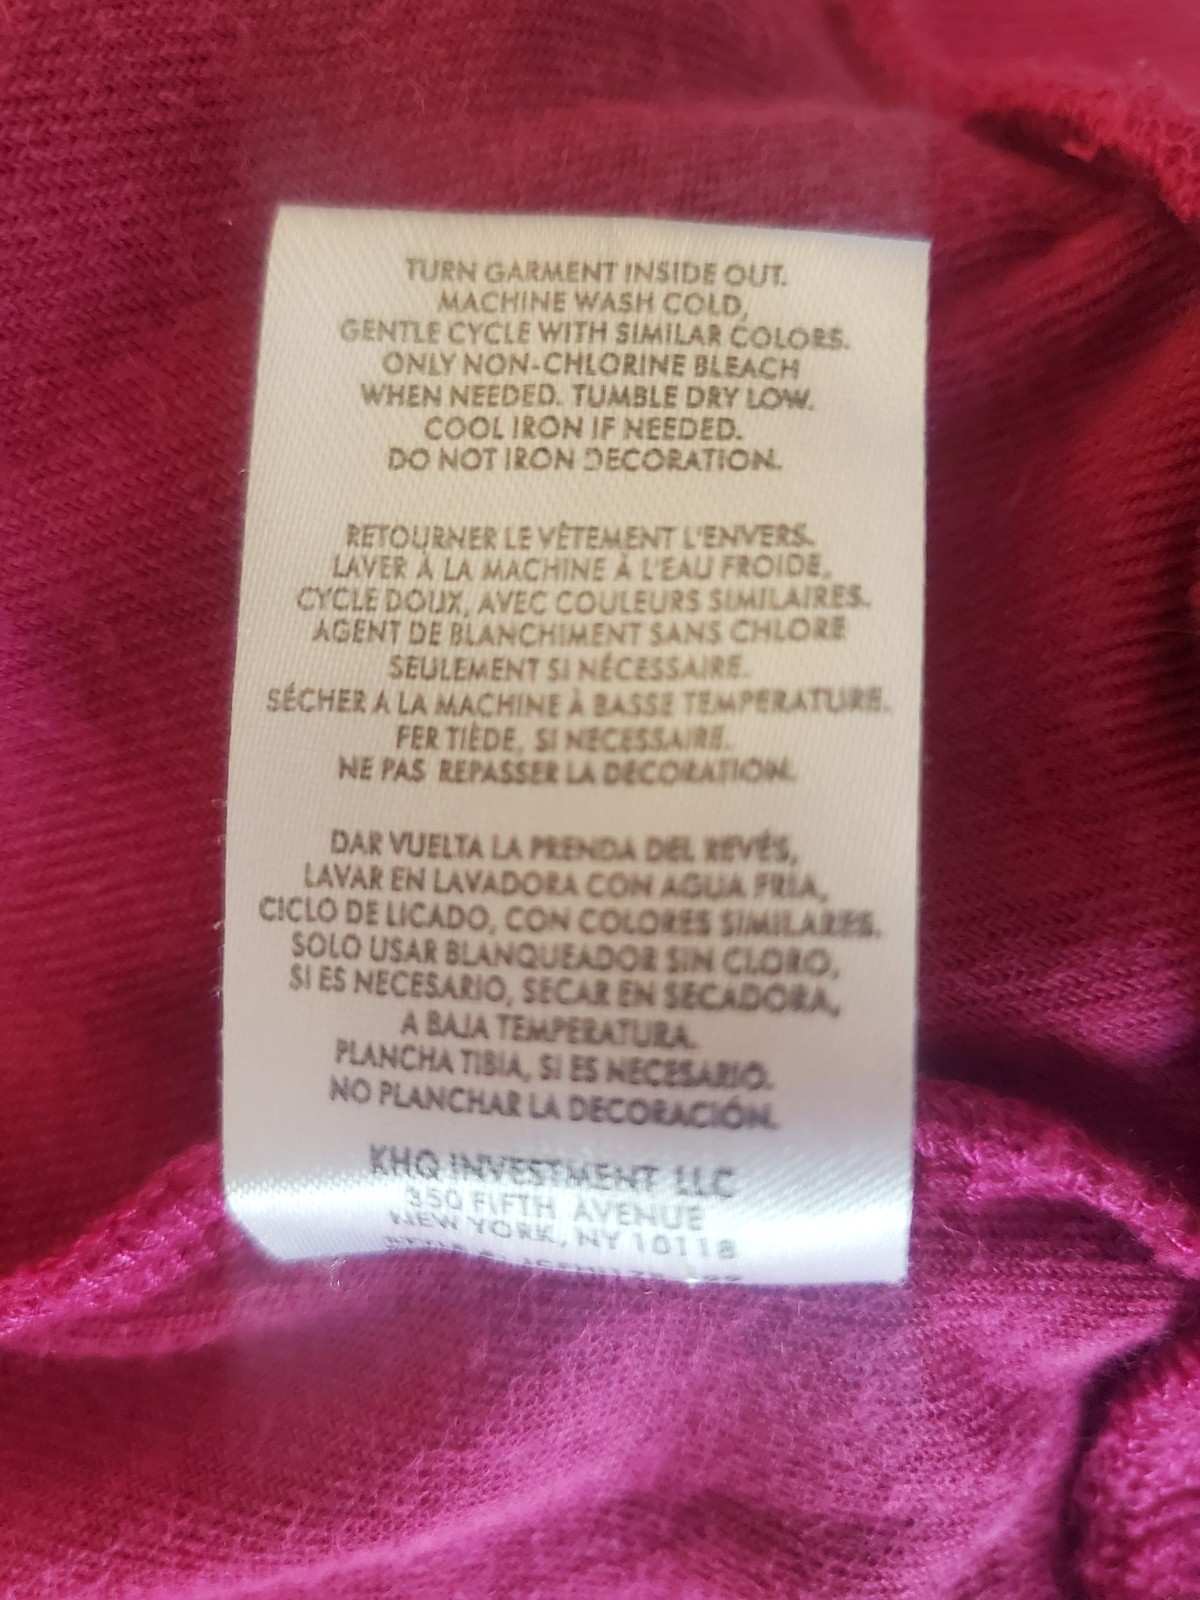 TURN GARMENT INSIDE OUT.
MACHINE WASH COLD,
GENTLE CYCLE WITH SIMILAR COLORS.
ONLY NON-CHLORINE BLEACH
WHEN NEEDED. TUMBLE DRY LOW.
COOL IRON IF NEEDED.
DO NOT IRON DECORATION.
RETOURNER LE VÊTEMENT L'ENVERS.
LAVER À LA MACHINE À L'EAU FROIDE,
CYCLE DOUX, AVEC COULEURS SIMILAIRES.
AGENT DE BLANCHIMENT SANS CHLORE
SEULEMENT SI NÉCESSAIRE.
SÉCHER A LA MACHINE À BASSE TEMPERATURE.
FER TIÈDE, SI NECESSAIRE.
NE PAS REPASSER LA DECORATION.
DAR VUELTA LA PRENDA DEL REVÉS,
LAVAR EN LAVADORA CON AGUA FRIA,
CICLO DE LICADO, CON COLORES SIMILARES.
SOLO USAR BLANQUEADOR SIN CLORO,
SI ES NECESARIO, SECAR EN SECADORA,
A BAJA TEMPERATURA.
PLANCHA TIBIA, SI ES NECESARIO.
NO PLANCHAR LA DECORACIÓN.
KHQ INVESTMENT LLC
350 FIFTH AVENUE
NEW YORK, NY 10118